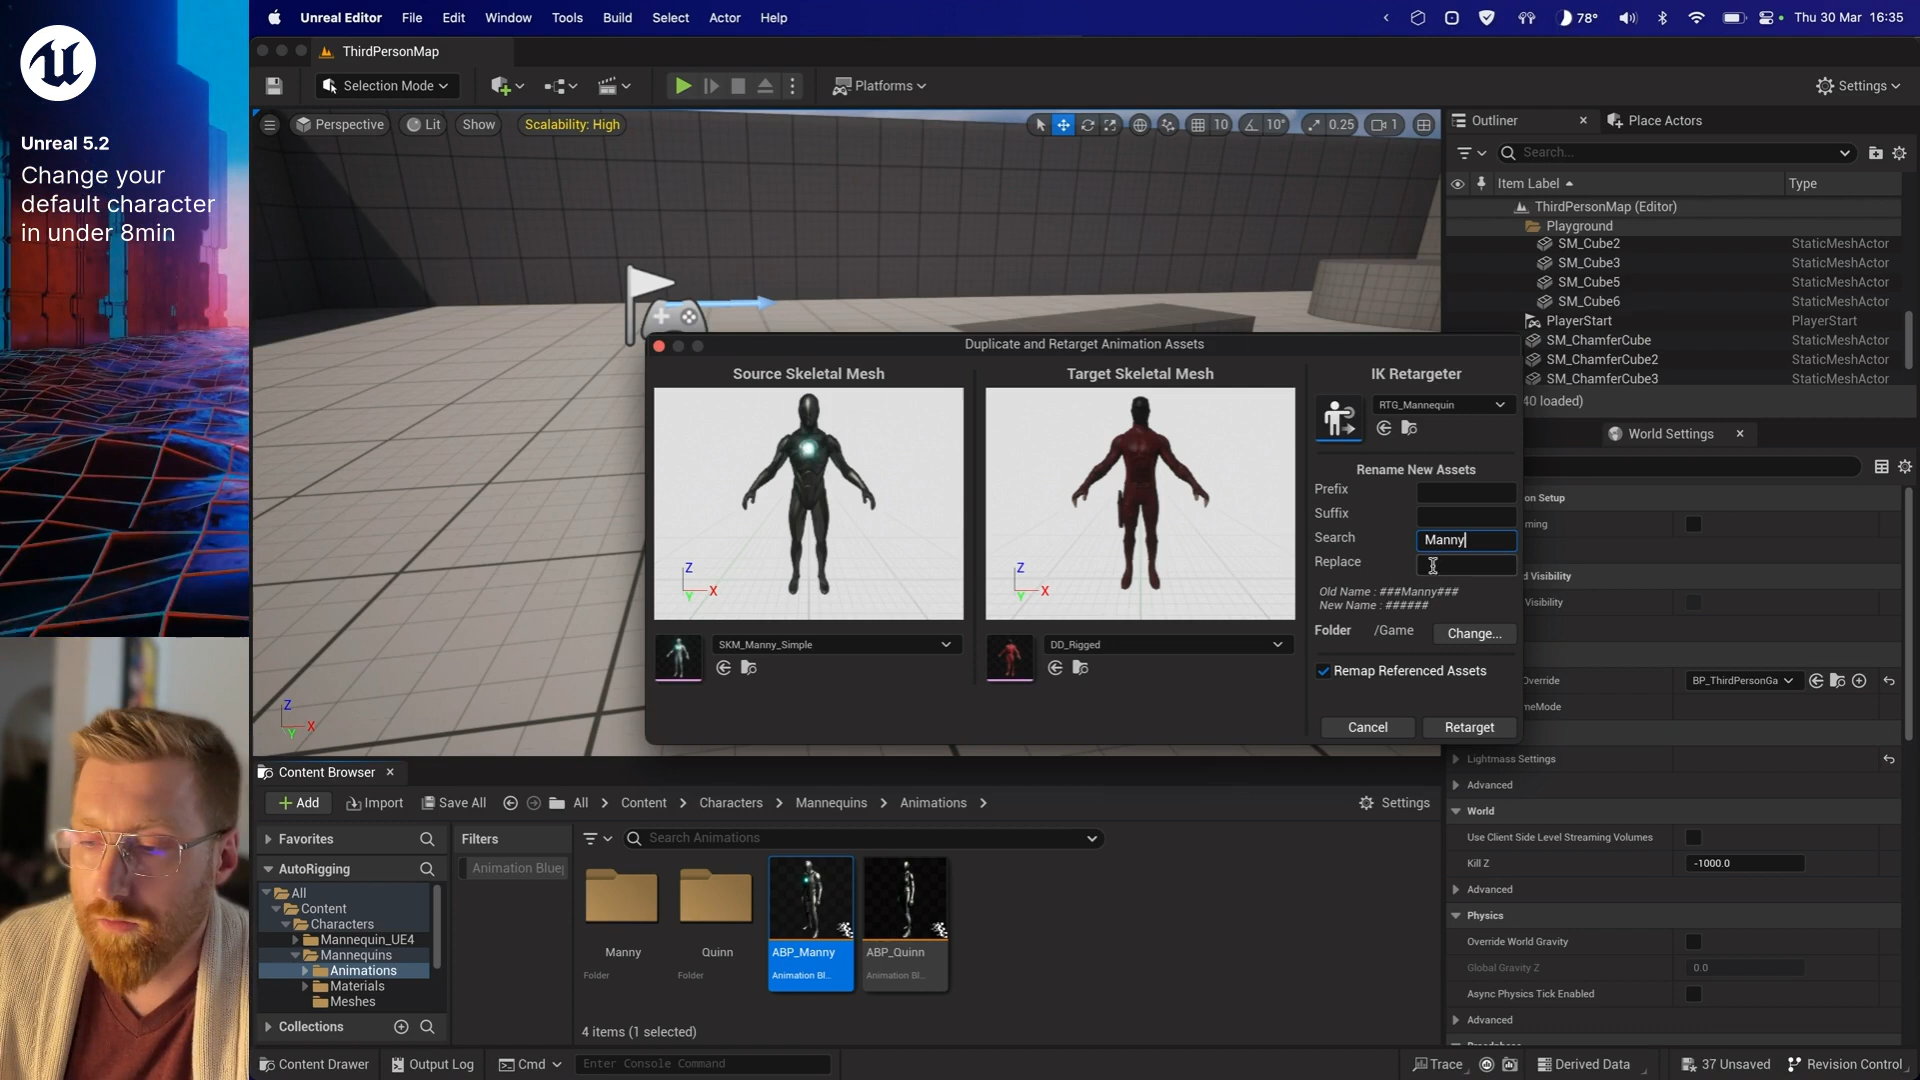 Unreal Editor File Edit Window Tools Build Select Actor Help
78° Thu 30 Mar 16:35
Unreal 5.2
Change your
default character
in under 8min
ThirdPersonMap
Selection Mode
Platforms
Settings
Perspective Lit Show Scalability: High
10 10° 0.25 1
Outliner
Place Actors
Search...
Item Label Type
ThirdPersonMap (Editor)
Playground
SM_Cube2 StaticMeshActor
SM_Cube3 StaticMeshActor
SM_Cube5 StaticMeshActor
SM_Cube6 StaticMeshActor
PlayerStart PlayerStart
SM_ChamferCube StaticMeshActor
SM_ChamferCube2 StaticMeshActor
SM_ChamferCube3 StaticMeshActor
40 loaded)
Duplicate and Retarget Animation Assets
Source Skeletal Mesh
Target Skeletal Mesh
IK Retargeter
RTG_Mannequin
Rename New Assets
Prefix
Suffix
Search Manny
Replace
Old Name : ###Manny###
New Name : ######
Folder /Game Change...
Remap Referenced Assets
Cancel Retarget
Z
X
Y
Z
X
Y
SKM_Manny_Simple
DD_Rigged
Z
X
Y
World Settings
on Setup
ming
d Visibility
Visibility
Override BP_ThirdPersonGa
meMode
Lightmass Settings
Advanced
World
Use Client Side Level Streaming Volumes
Kill Z -1000.0
Advanced
Physics
Override World Gravity
Global Gravity Z 0.0
Async Physics Tick Enabled
Advanced
Content Browser
Add Import Save All All Content Characters Mannequins Animations Settings
Favorites
AutoRigging
All
Content
Characters
Mannequin_UE4
Mannequins
Animations
Materials
Meshes
Collections
Filters
Animation Bluep
Search Animations
Manny
Folder
Quinn
Folder
ABP_Manny
Animation Bl...
ABP_Quinn
Animation Bl...
4 items (1 selected)
Content Drawer Output Log Cmd Enter Console Command
Trace Derived Data 37 Unsaved Revision Control